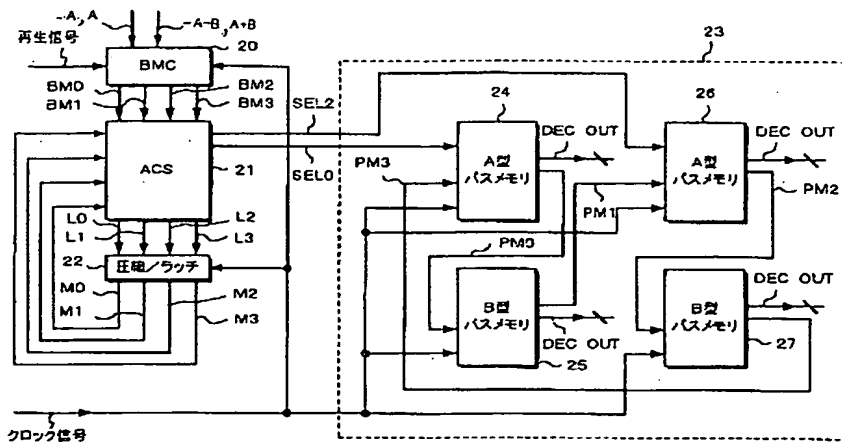 -A, A
-A-B, A+B
再生信号
20
BMC
BM0
BM1
BM2
BM3
SEL2
SEL0
ACS
21
L0
L1
L2
L3
22
圧縮/ラッチ
M0
M1
M2
M3
クロック信号
23
24
A型
パスメモリ
DEC OUT
26
A型
パスメモリ
DEC OUT
PM3
PM1
PM2
PM0
B型
パスメモリ
DEC OUT
25
B型
パスメモリ
DEC OUT
27